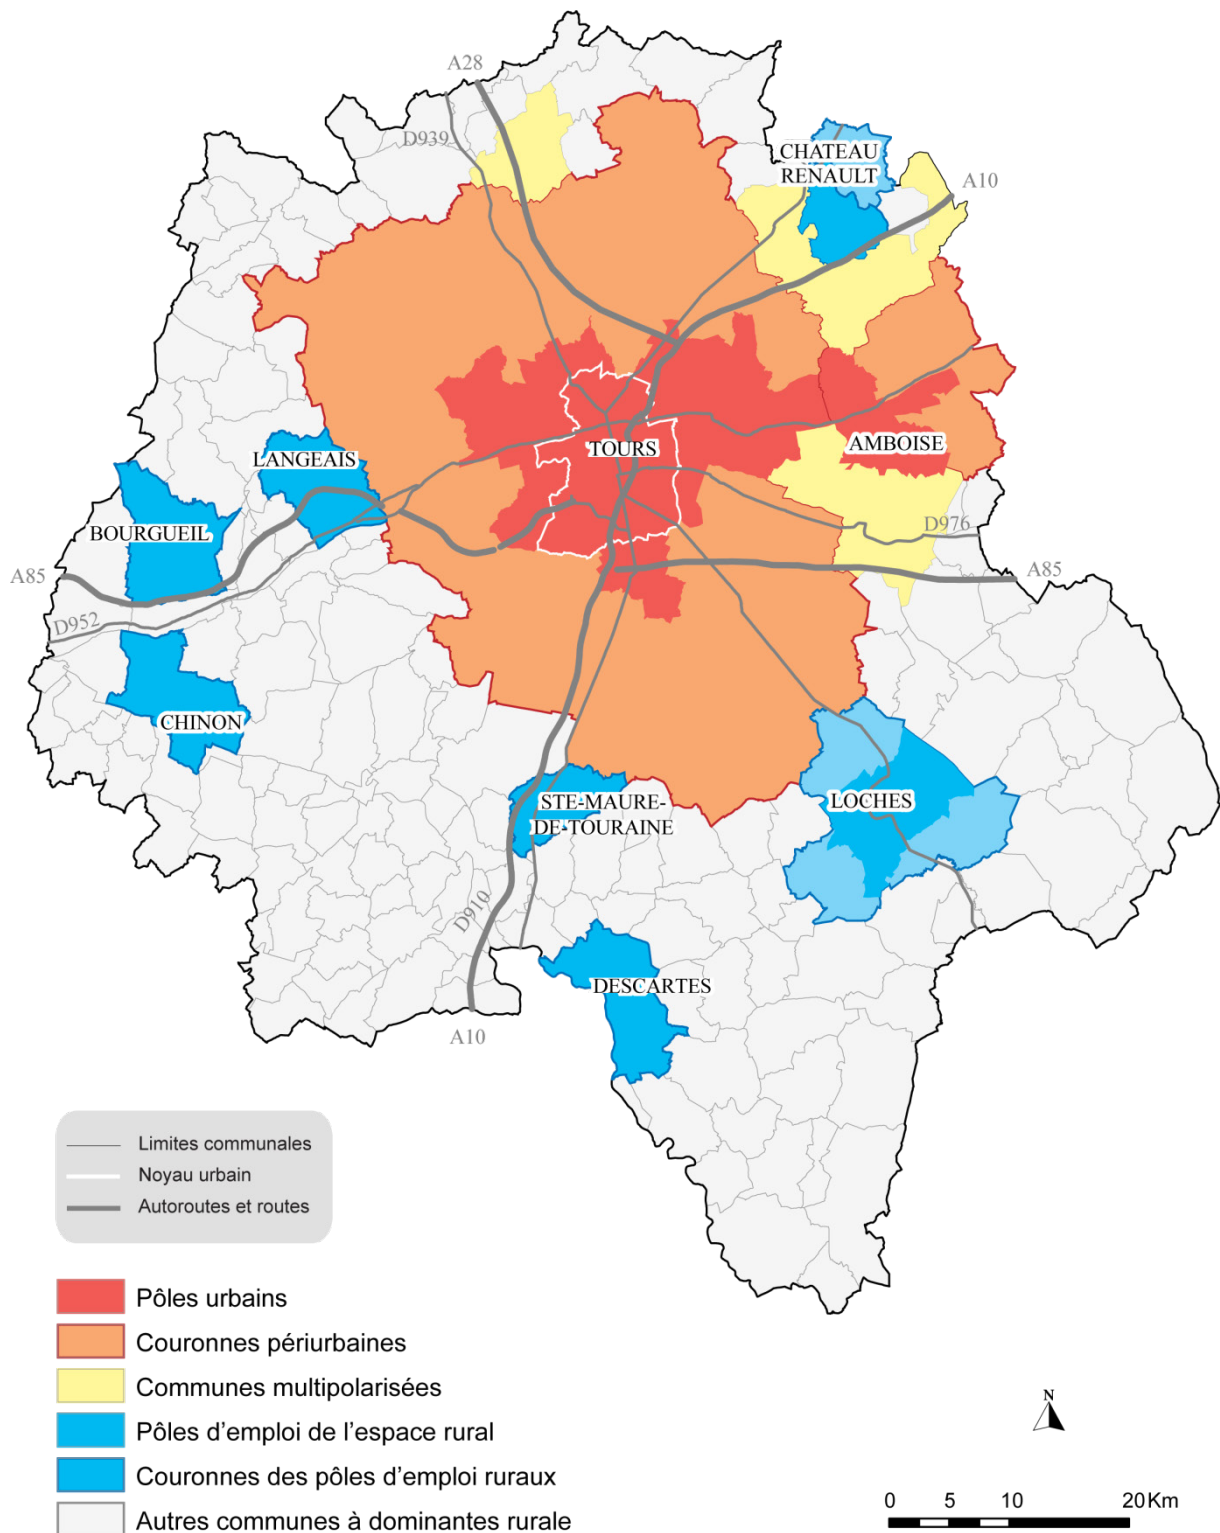 A28
D939
CHATEAU
RENAULT
A10
TOURS
AMBOISE
LANGEAIS
BOURGUEIL
D976
A85
A85
D952
CHINON
STE-MAURE-
DE-TOURAINE
LOCHES
D910
DESCARTES
A10
Limites communales
Noyau urbain
Autoroutes et routes
Pôles urbains
Couronnes périurbaines
Communes multipolarisées
Pôles d'emploi de l'espace rural
Couronnes des pôles d'emploi ruraux
Autres communes à dominantes rurale
N
0 5 10 20Km